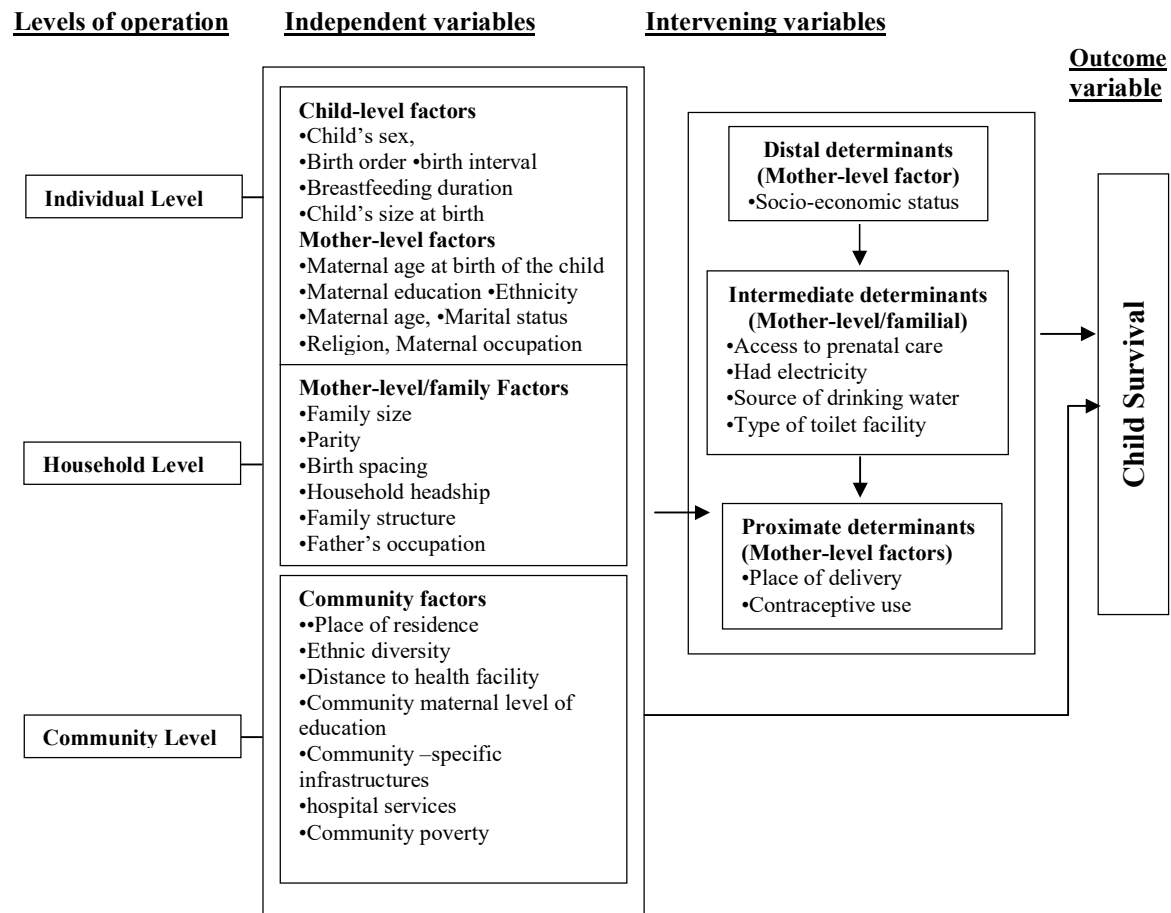 Levels of operation
Independent variables
Intervening variables
Outcome
variable
Individual Level
Household Level
Community Level
Child-level factors
•Child's sex,
•Birth order •birth interval
•Breastfeeding duration
•Child's size at birth
Mother-level factors
•Maternal age at birth of the child
•Maternal education •Ethnicity
•Maternal age, •Marital status
•Religion, Maternal occupation
Mother-level/family Factors
•Family size
•Parity
•Birth spacing
•Household headship
•Family structure
•Father's occupation
Community factors
••Place of residence
•Ethnic diversity
•Distance to health facility
•Community maternal level of
education
•Community –specific
infrastructures
•hospital services
•Community poverty
Distal determinants
(Mother-level factor)
•Socio-economic status
Intermediate determinants
(Mother-level/familial)
•Access to prenatal care
•Had electricity
•Source of drinking water
•Type of toilet facility
Proximate determinants
(Mother-level factors)
•Place of delivery
•Contraceptive use
Child Survival